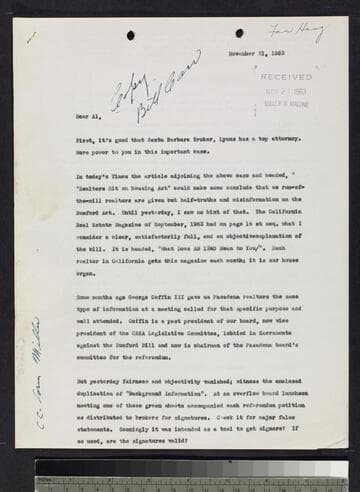 November 21, 1963
RECEIVED
NOV 21 1963
MILLER & MALONE
Copy
Dear Al,
First, it's good that Santa Barbara Broker, Lyons has a top attorney.
More power to you in this important case.
In today's Times the article adjoining the above case and headed, "
"Realtors Hit on Housing Act" could make some conclude that we run-of-
the-mill realtors are given but half-truths and misinformation on the
Rumford Act. Until yesterday, I saw no hint of that. The California
Real Estate Magazine of September, 1963 had on page 14 et seq. what I
consider a clear, satisfactorily full, and an objectiveexplanation of
the bill. It is headed, "What Does AB 1240 Mean to You?". Each
realtor in California gets this magazine each month; it is our house
organ.
Some months ago George Coffin III gave us Pasadena realtors the same
type of information at a meeting called for that specific purpose and
well attended. Coffin is a past president of our board, now vice
president of the CREA Legislative Committee, lobbied in Sacramento
against the Rumford Bill and now is chairman of the Pasadena board's
committee for the referendum.
But yesterday fairness and objectivity vanished; witness the enclosed
duplication of "Background Information". At an overflow board luncheon
meeting one of these green sheets accompanied each referendum petition
as distributed to brokers for signatures. Check it for major false
statements. Seemingly it was intended as a tool to get signers! If
so used, are the signatures valid?
CC. Loren Miller